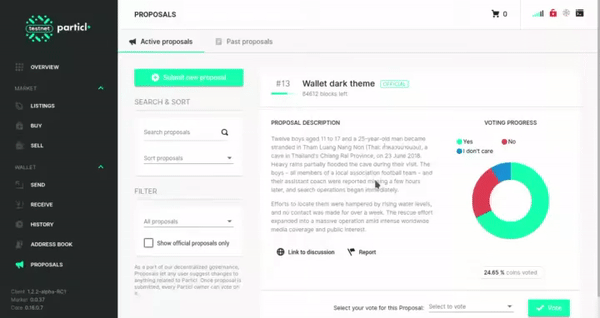 testnet particl
PROPOSALS
0
Active proposals
Past proposals
OVERVIEW
MARKET
LISTINGS
BUY
SELL
WALLET
SEND
RECEIVE
HISTORY
ADDRESS BOOK
PROPOSALS
Submit new proposal
SEARCH & SORT
Search proposals
Sort proposals
FILTER
All proposals
Show official proposals only
As a part of our decentralized governance,
Proposals let any user suggest changes to
anything related to Particl. Once proposal is
submitted, every Particl owner can vote on
it.
#13 Wallet dark theme OFFICIAL
blocks left
PROPOSAL DESCRIPTION
Twelve boys aged 11 to 17 and a 25-year-old man became
stranded in Tham Luang Nang Non (Thai: a
cave in Thailand's Chiang Rai Province, on 23 June 2018.
Heavy rains partially flooded the cave during their visit. The
boys - all members of a local association football team - and
their assistant coach were reported missing a few hours
later, and search operations began immediately.
Efforts to locate them were hampered by rising water levels,
and no contact was made for over a week. The rescue effort
expanded into a massive operation amid intense worldwide
media coverage and public interest.
Link to discussion
Report
VOTING PROGRESS
Yes
No
I don't care
24.65 % coins voted
Select your vote for this Proposal:
Select to vote
Vote
Client
Market 0.0.37
Core 0.16.0.7